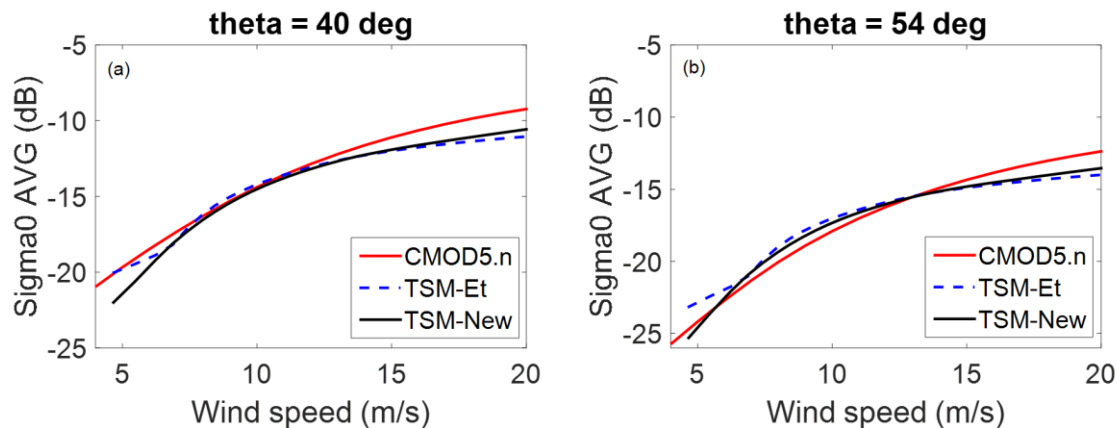 theta = 40 deg
(a)
Sigma0 AVG (dB)
-5
-10
-15
-20
-25
5
10
15
20
Wind speed (m/s)
CMOD5.n
TSM-Et
TSM-New
theta = 54 deg
(b)
Sigma0 AVG (dB)
-5
-10
-15
-20
-25
5
10
15
20
Wind speed (m/s)
CMOD5.n
TSM-Et
TSM-New